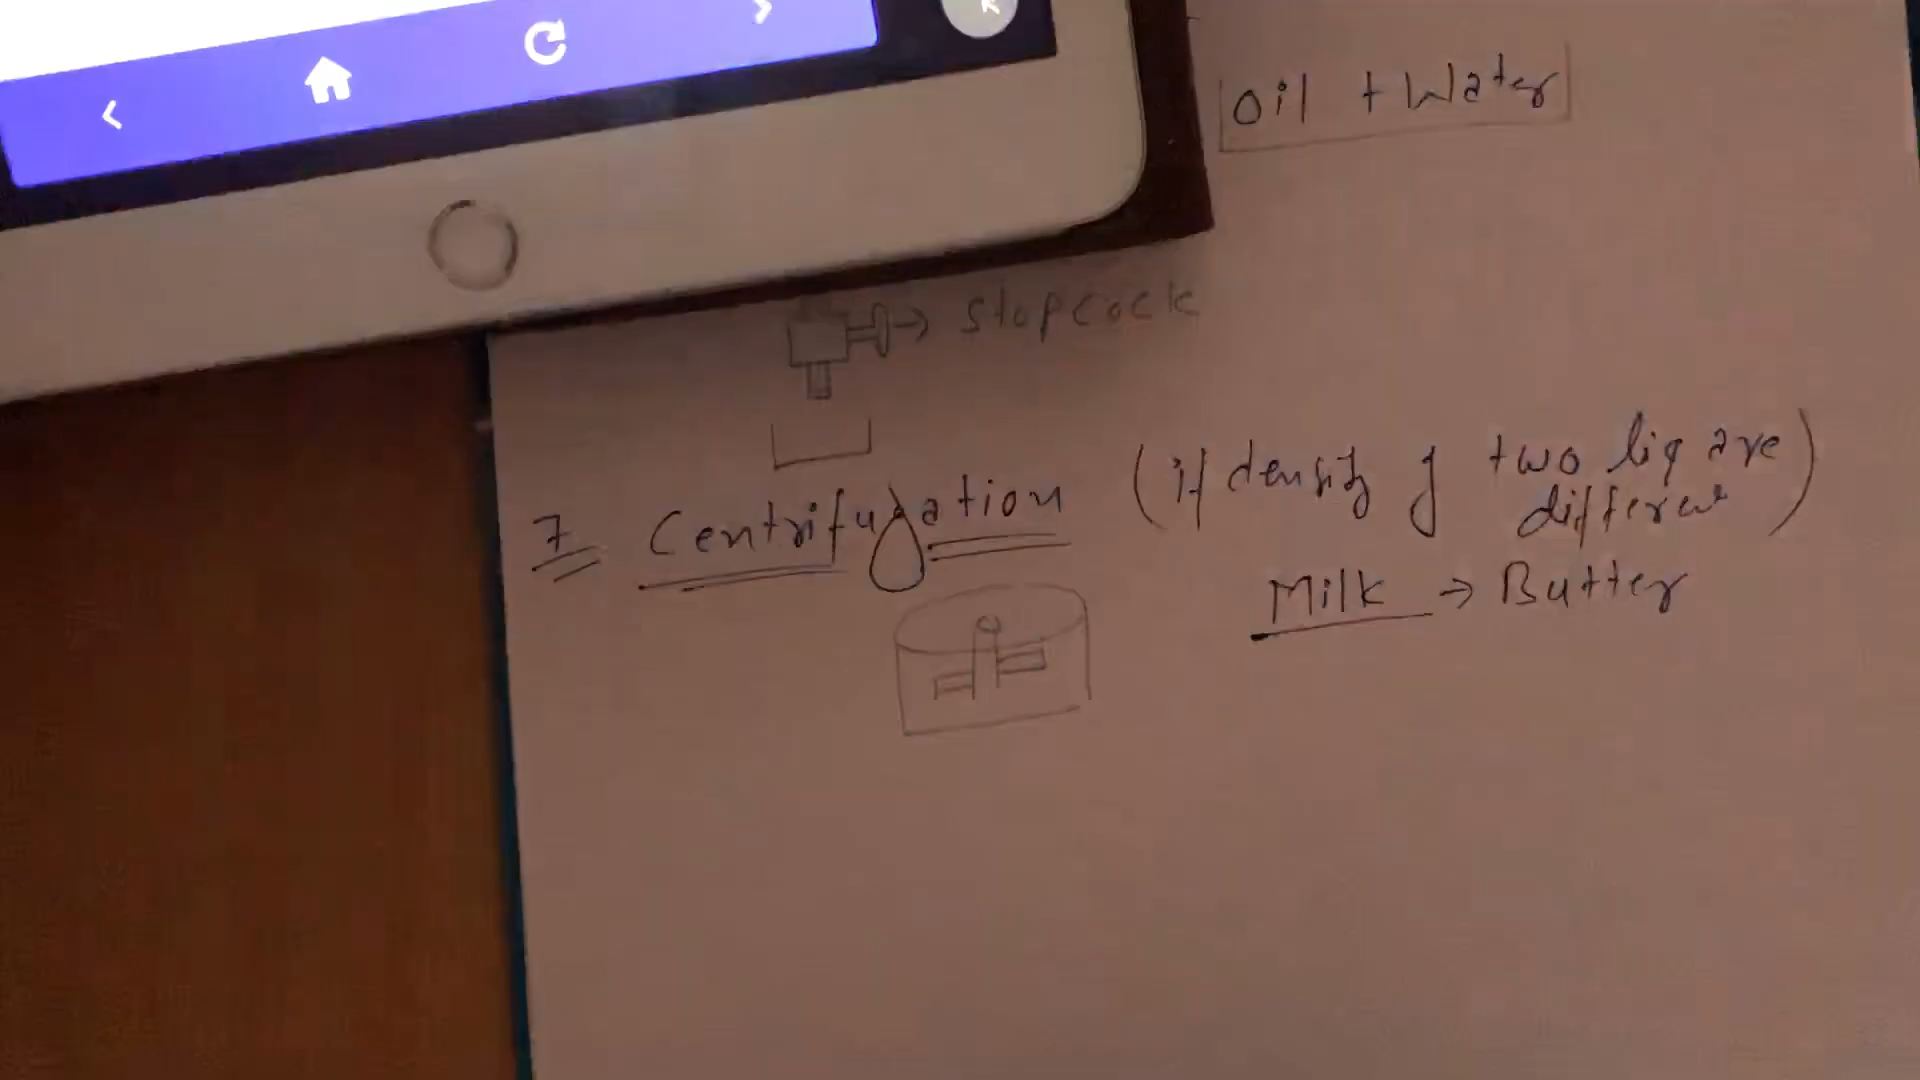 Oil + Water
→ Stopcock
7 Centrifugation (if density of two liq are different)
Milk → Butter